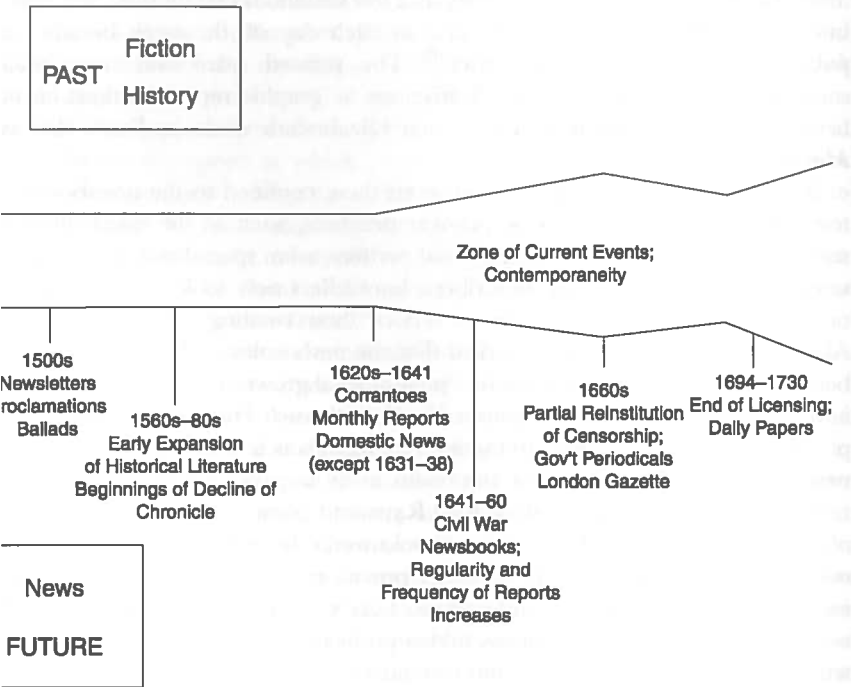 Fiction
PAST
History
Zone of Current Events;
Contemporaneity
1500s
Newsletters
roclamations
Ballads
1560s–80s
Early Expansion
of Historical Literature
Beginnings of Decline of
Chronicle
1620s–1641
Corrantoes
Monthly Reports
Domestic News
(except 1631–38)
1641–60
Civil War
Newsbooks;
Regularity and
Frequency of Reports
Increases
1660s
Partial Reinstitution
of Censorship;
Gov't Periodicals
London Gazette
1694–1730
End of Licensing;
Daily Papers
News
FUTURE